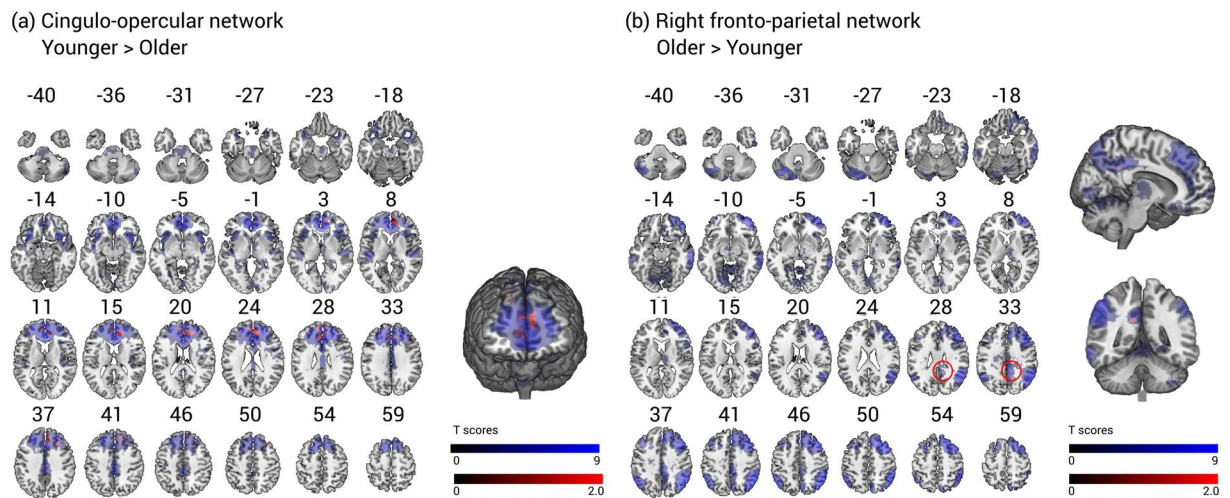 (a) Cingulo-opercular network
Younger > Older
-40 -36 -31 -27 -23 -18
-14 -10 -5 -1 3 8
11 15 20 24 28 33
37 41 46 50 54 59
T scores
0 9
0 2.0
(b) Right fronto-parietal network
Older > Younger
-40 -36 -31 -27 -23 -18
-14 -10 -5 -1 3 8
11 15 20 24 28 33
37 41 46 50 54 59
T scores
0 9
0 2.0